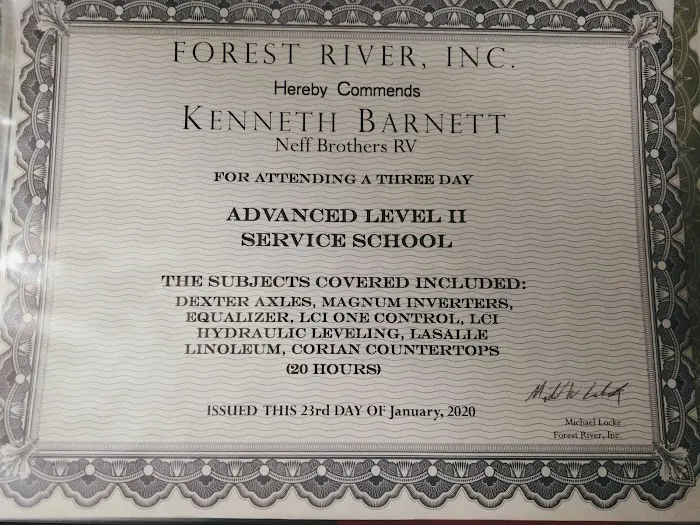 FOREST RIVER, INC.
Hereby Commends
KENNETH BARNETT
Neff Brothers RV
FOR ATTENDING A THREE DAY
ADVANCED LEVEL II
SERVICE SCHOOL
THE SUBJECTS COVERED INCLUDED:
DEXTER AXLES, MAGNUM INVERTERS,
EQUALIZER, LCI ONE CONTROL, LCI
HYDRAULIC LEVELING, LASALLE
LINOLEUM, CORIAN COUNTERTOPS
(20 HOURS)
ISSUED THIS 23rd DAY OF January, 2020
Michael Locke
Forest River, Inc.